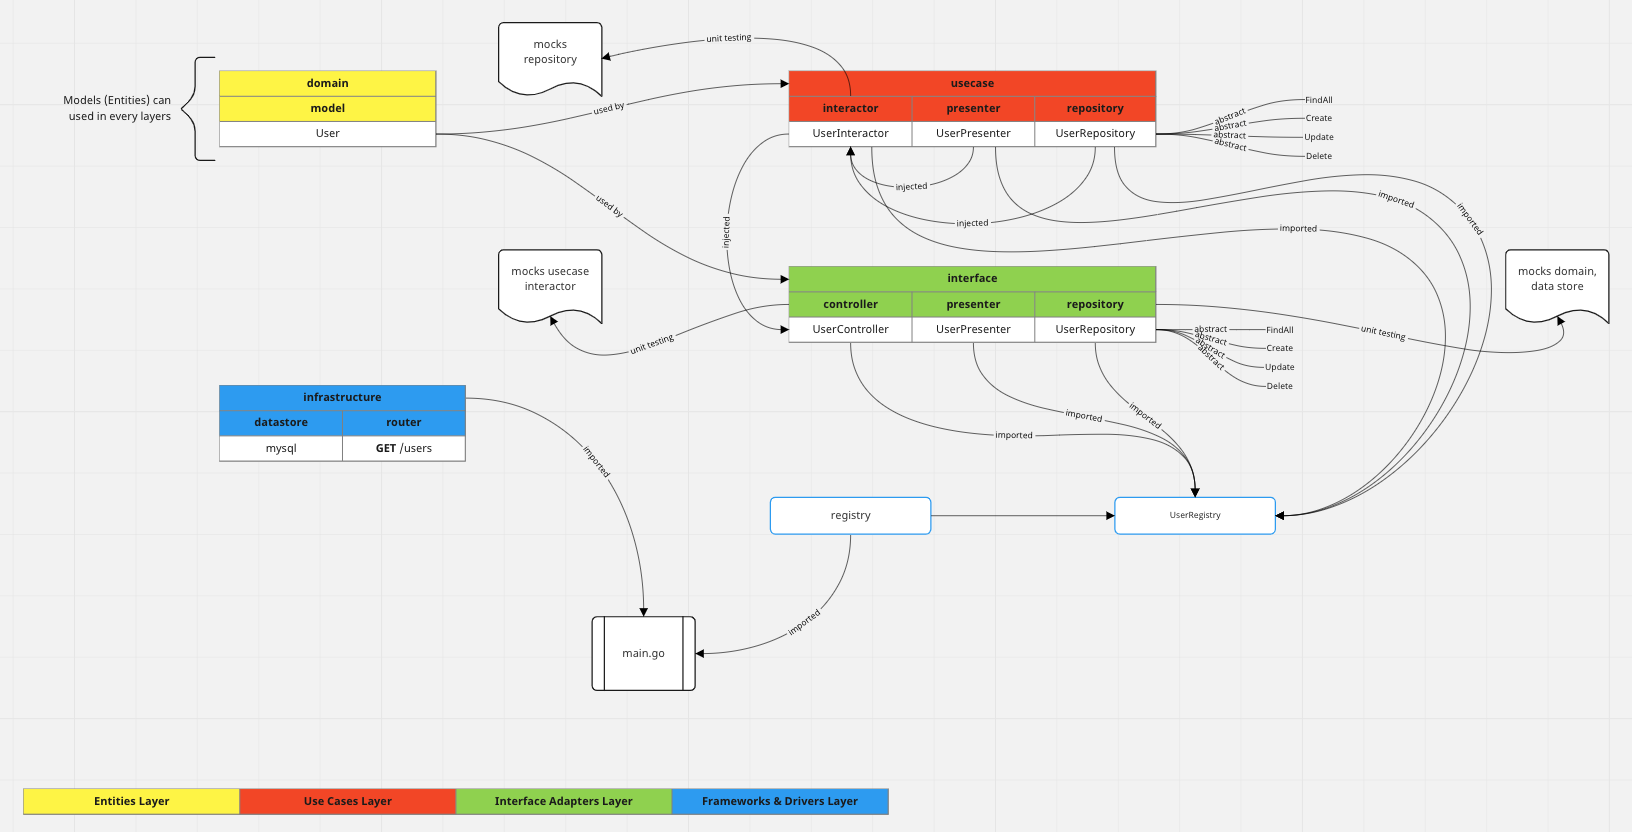 mocks
repository
unit testing
Models (Entities) can
used in every layers
domain
model
User
used by
used by
usecase
interactor
presenter
repository
UserInteractor
UserPresenter
UserRepository
abstract
abstract
abstract
abstract
FindAll
Create
Update
Delete
injected
injected
injected
imported
imported
imported
mocks usecase
interactor
unit testing
interface
controller
presenter
repository
UserController
UserPresenter
UserRepository
abstract
abstract
abstract
abstract
FindAll
Create
Update
Delete
unit testing
mocks domain,
data store
infrastructure
datastore
router
mysql
GET /users
imported
imported
imported
imported
registry
UserRegistry
imported
main.go
Entities Layer
Use Cases Layer
Interface Adapters Layer
Frameworks & Drivers Layer